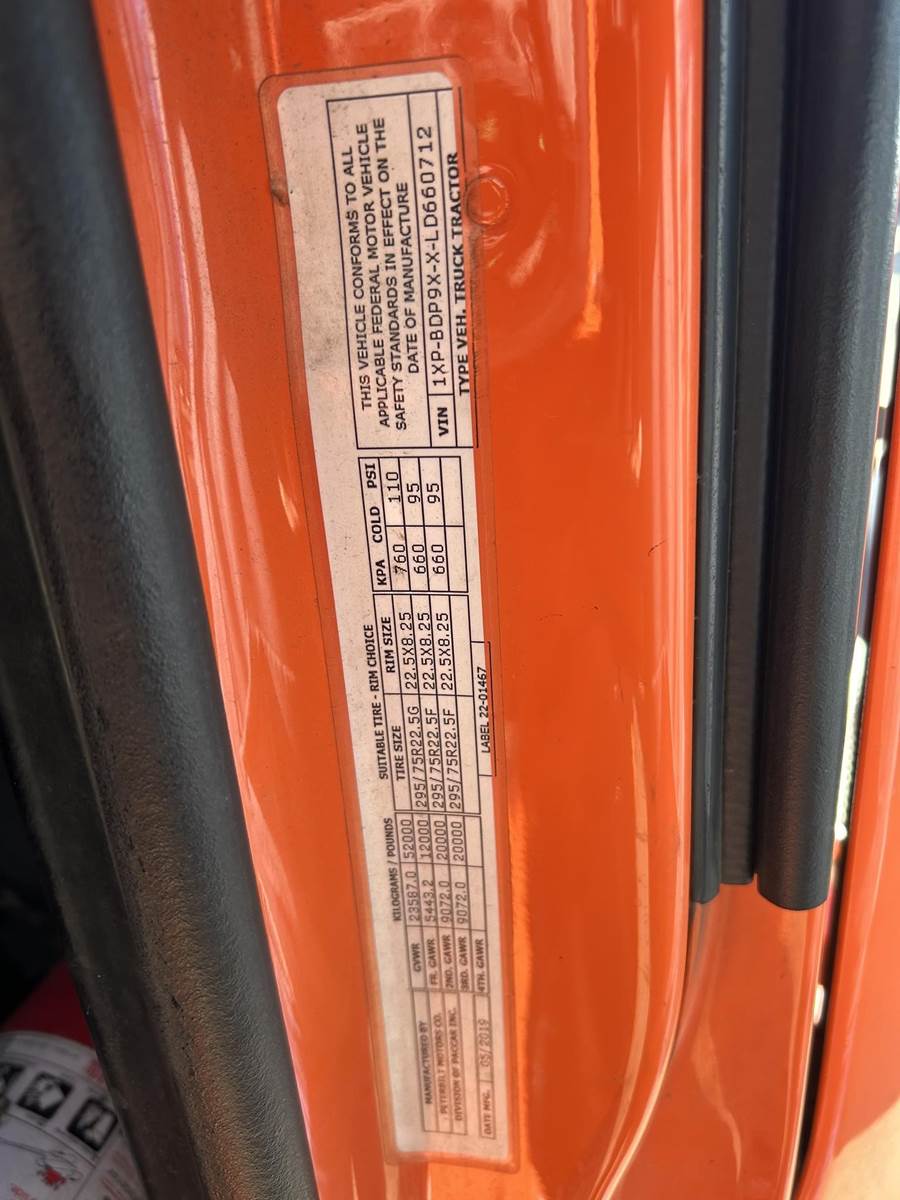 MANUFACTURED BY
PETERBILT MOTORS CO.
DIVISION OF PACCAR INC.
DATE MFG. 05/2019
KILOGRAMS / POUNDS
GVWR 23587.0 52000
FR. GAWR 5443.2 12000
2ND. GAWR 9072.0 20000
3RD. GAWR 9072.0 20000
4TH. GAWR
SUITABLE TIRE - RIM CHOICE
TIRE SIZE RIM SIZE KPA COLD PSI
295/75R22.5G 22.5X8.25 760 110
295/75R22.5F 22.5X8.25 660 95
295/75R22.5F 22.5X8.25 660 95
LABEL 22-01467
THIS VEHICLE CONFORMS TO ALL
APPLICABLE FEDERAL MOTOR VEHICLE
SAFETY STANDARDS IN EFFECT ON THE
DATE OF MANUFACTURE
VIN 1XP-BDP9X-X-LD660712
TYPE VEH. TRUCK TRACTOR